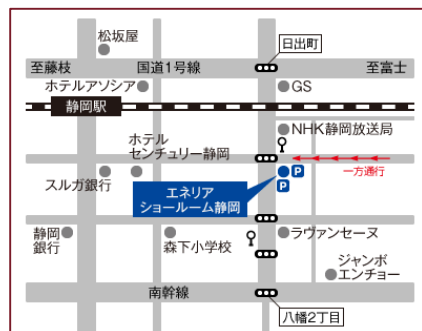 松坂屋
日出町
至藤枝
国道1号線
至富士
ホテルアソシア
GS
静岡駅
NHK静岡放送局
ホテル
センチュリー静岡
一方通行
スルガ銀行
P
P
エネリア
ショールーム静岡
静岡
銀行
森下小学校
ラヴァンセーヌ
ジャンボ
エンチョー
南幹線
八幡2丁目